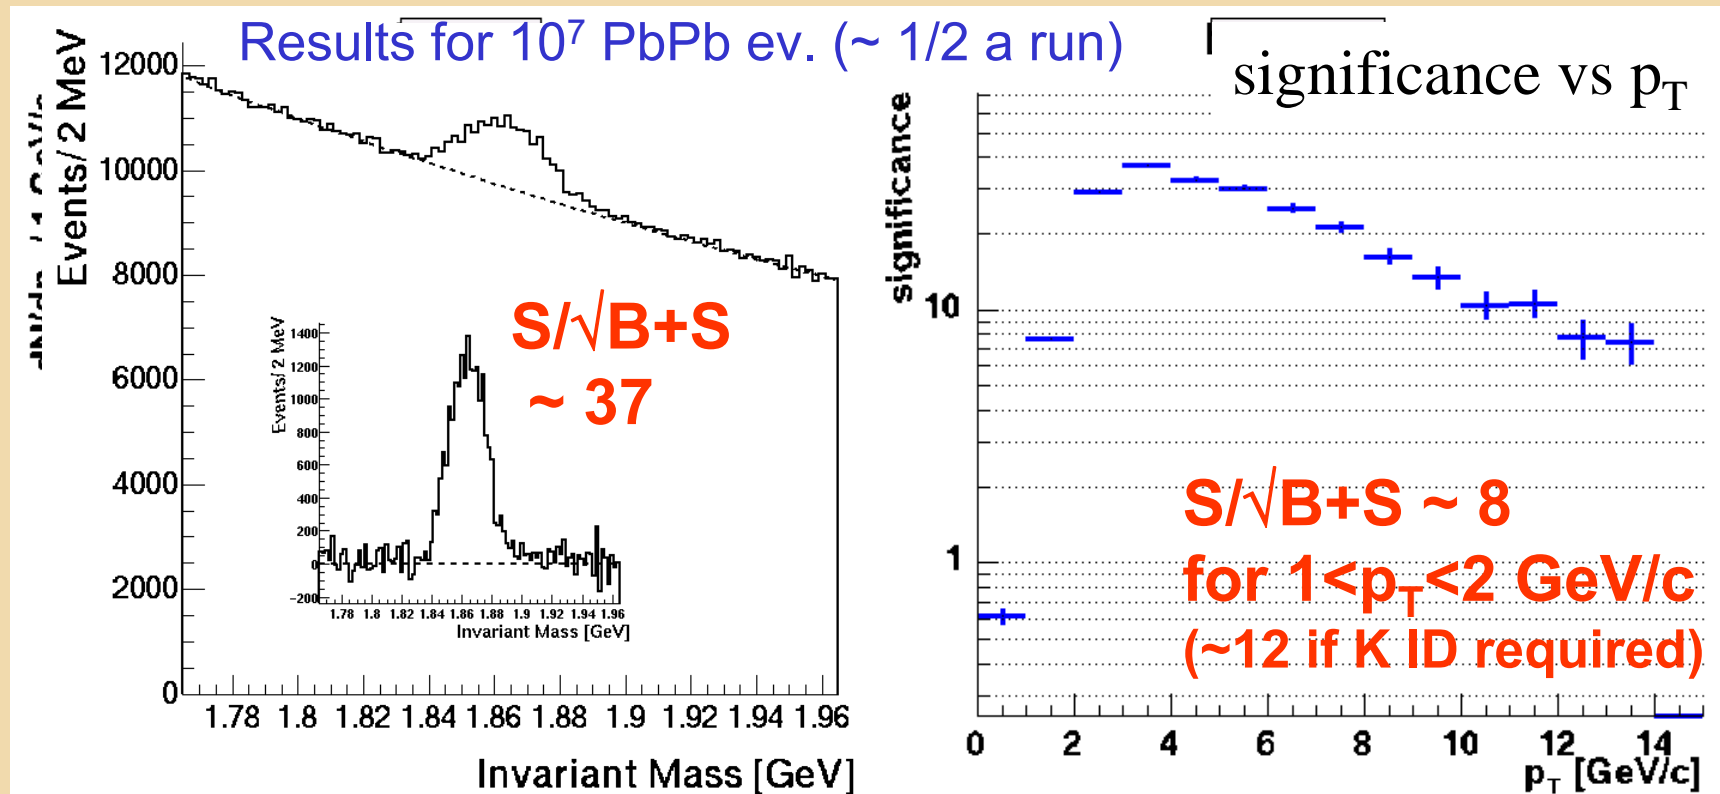 Results for 10⁷ PbPb ev. (~ 1/2 a run)
Events/ 2 MeV
12000
10000
8000
6000
4000
2000
0
1.78 1.8 1.82 1.84 1.86 1.88 1.9 1.92 1.94 1.96
Invariant Mass [GeV]
S/√B+S
~ 37
Events/ 2 MeV
1400
1200
1000
800
600
400
200
0
-200
1.78 1.8 1.82 1.84 1.86 1.88 1.9 1.92 1.94 1.96
Invariant Mass [GeV]
significance vs p_T
significance
10
1
S/√B+S ~ 8
for 1<p_T<2 GeV/c
(~12 if K ID required)
0 2 4 6 8 10 12 14
p_T [GeV/c]